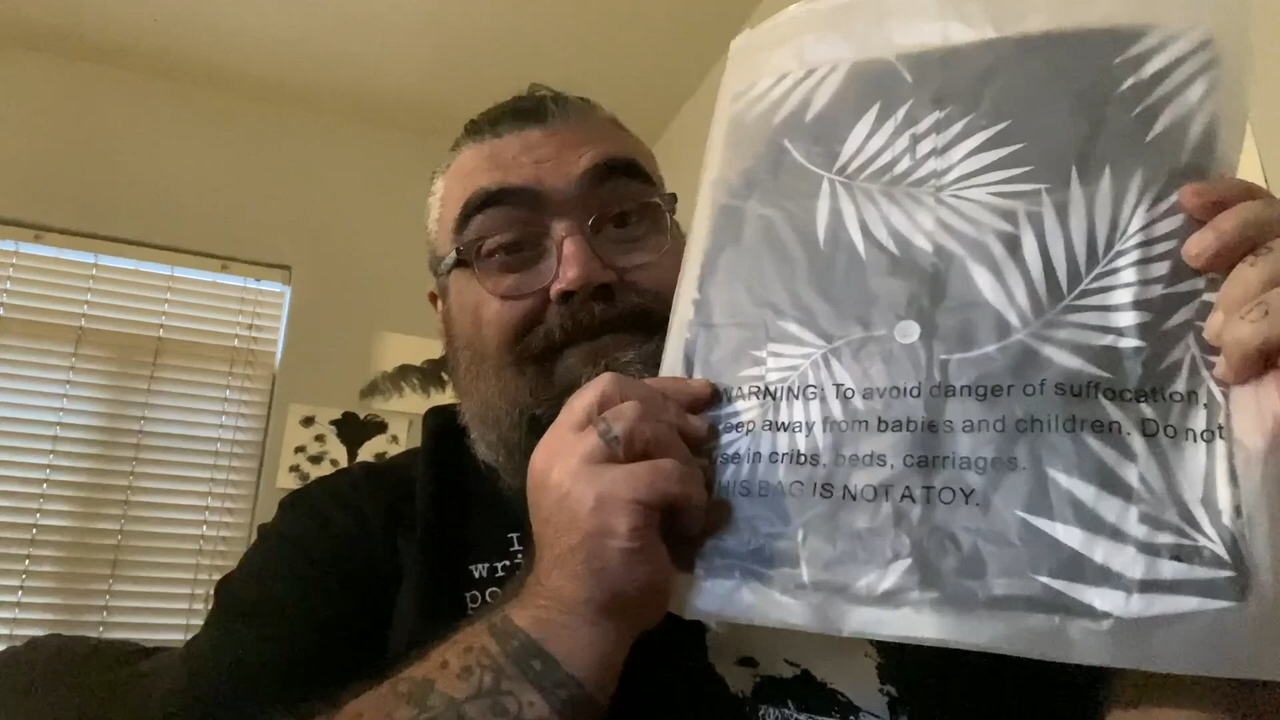 I
WARNING: To avoid danger of suffocation,
eep away from babies and children. Do not
se in cribs, beds, carriages.
HIS BAG IS NOT A TOY.